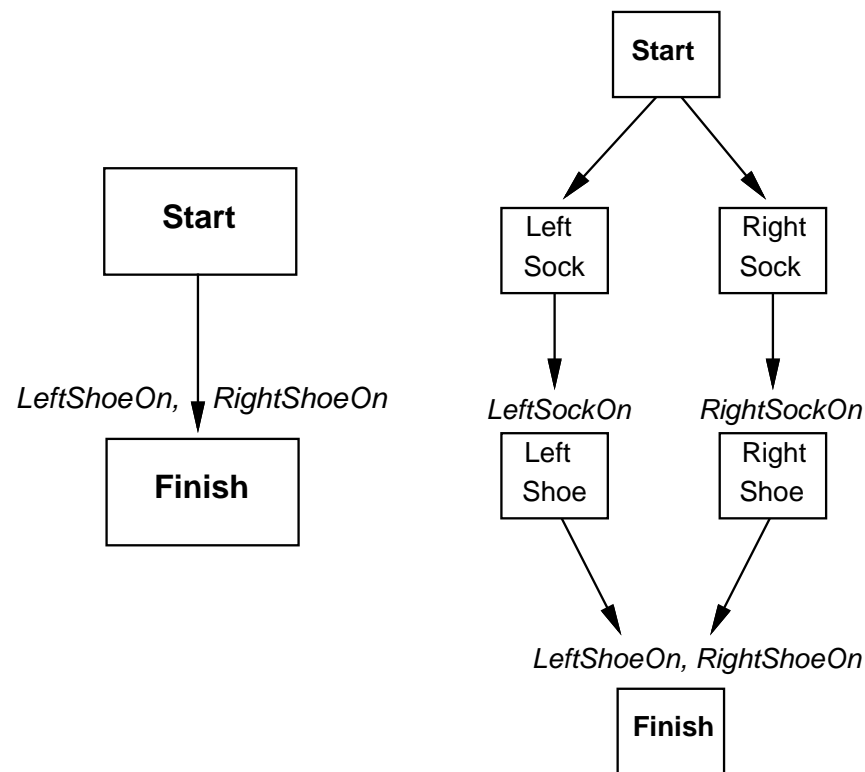 Start
LeftShoeOn, RightShoeOn
Finish
Start
Left
Sock
Right
Sock
LeftSockOn
RightSockOn
Left
Shoe
Right
Shoe
LeftShoeOn, RightShoeOn
Finish